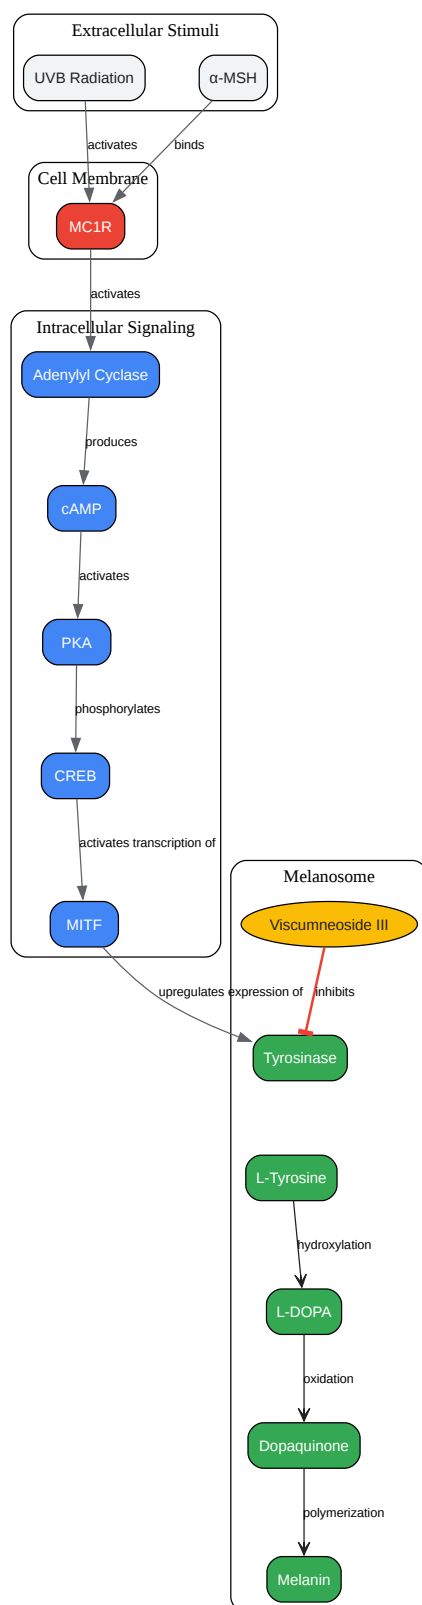 Extracellular Stimuli
UVB Radiation
α-MSH
activates
binds
Cell Membrane
MC1R
activates
Intracellular Signaling
Adenylyl Cyclase
produces
cAMP
activates
PKA
phosphorylates
CREB
activates transcription of
MITF
Melanosome
Viscumneoside III
upregulates expression of
inhibits
Tyrosinase
L-Tyrosine
hydroxylation
L-DOPA
oxidation
Dopaquinone
polymerization
Melanin